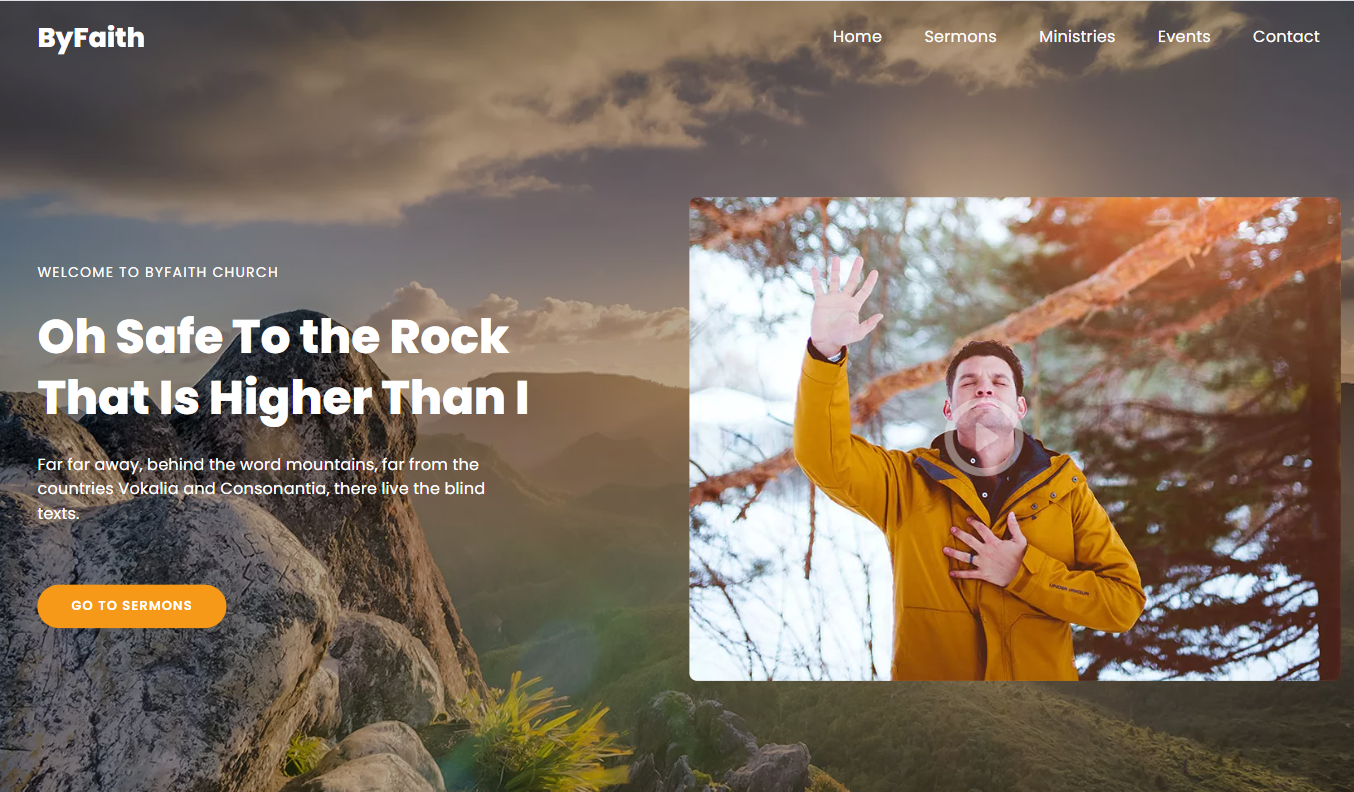 ByFaith
Home Sermons Ministries Events Contact
WELCOME TO BYFAITH CHURCH
Oh Safe To the Rock
That Is Higher Than I
Far far away, behind the word mountains, far from the
countries Vokalia and Consonantia, there live the blind
texts.
GO TO SERMONS
UNDER ARMOUR